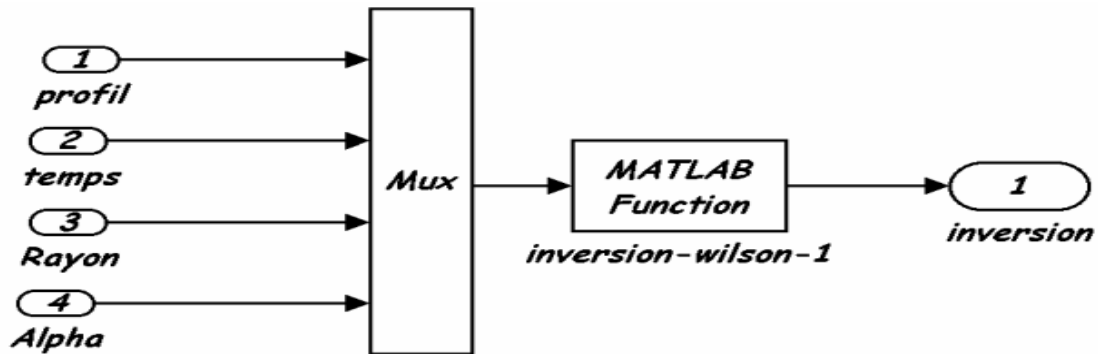 1
profil
2
temps
3
Rayon
4
Alpha
Mux
MATLAB
Function
inversion-wilson-1
1
inversion